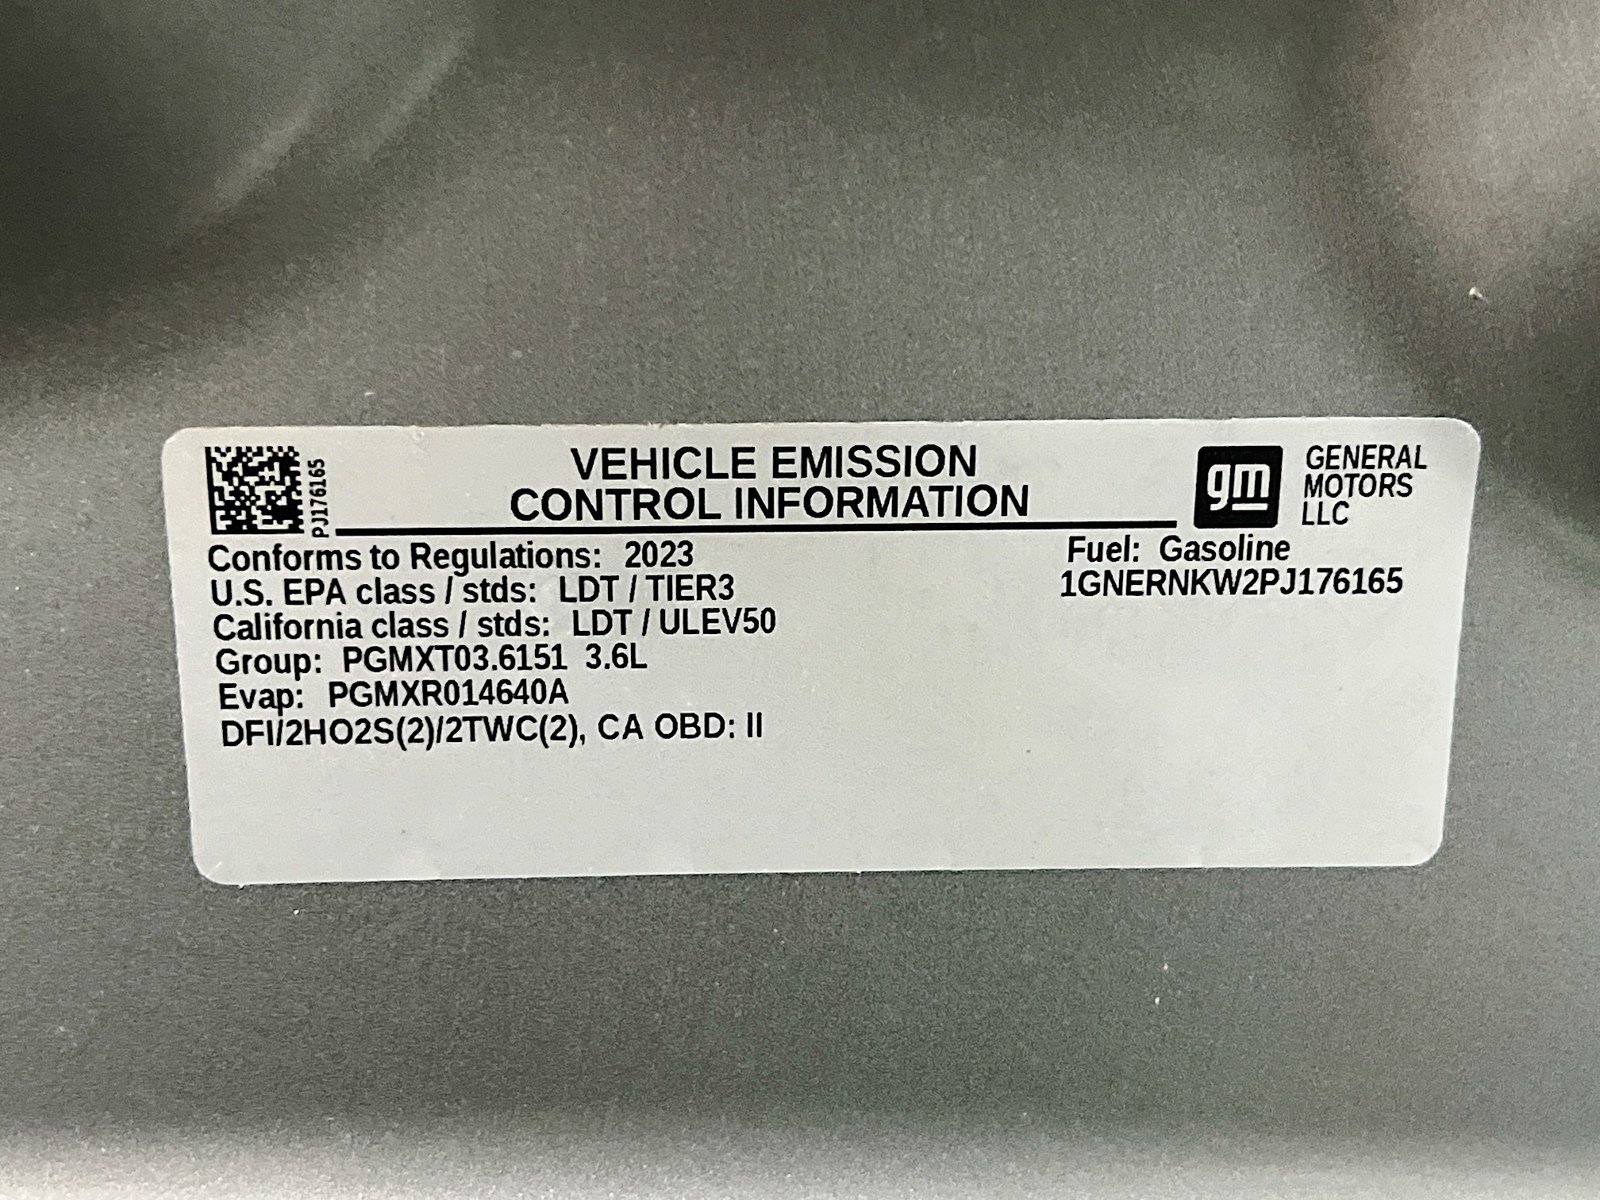 PJ176165
VEHICLE EMISSION
CONTROL INFORMATION
gm
GENERAL
MOTORS
LLC
Conforms to Regulations: 2023
U.S. EPA class / stds: LDT / TIER3
California class / stds: LDT / ULEV50
Group: PGMXT03.6151 3.6L
Evap: PGMXR014640A
DFI/2HO2S(2)/2TWC(2), CA OBD: II
Fuel: Gasoline
1GNERNKW2PJ176165